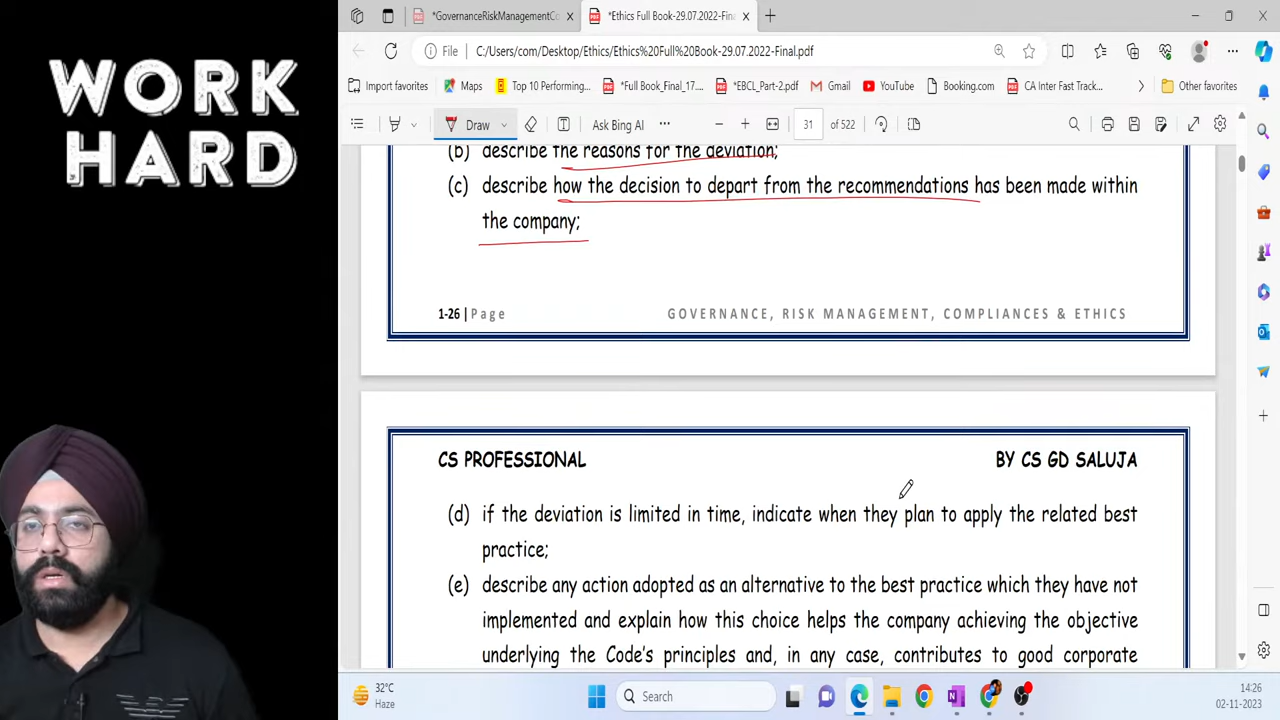 WORK
HARD
*GovernanceRiskManagementCo
*Ethics Full Book-29.07.2022-Fina
File
C:/Users/com/Desktop/Ethics/Ethics%20Full%20Book-29.07.2022-Final.pdf
Import favorites
Maps
Top 10 Performing...
*Full Book_Final_17....
*EBCL_Part-2.pdf
Gmail
YouTube
Booking.com
CA Inter Fast Track...
Other favorites
Draw
Ask Bing AI
31
of 522
(b) describe the reasons for the deviation;
(c) describe how the decision to depart from the recommendations has been made within
the company;
1-26 | Page
GOVERNANCE, RISK MANAGEMENT, COMPLIANCES & ETHICS
CS PROFESSIONAL
BY CS GD SALUJA
(d) if the deviation is limited in time, indicate when they plan to apply the related best
practice;
(e) describe any action adopted as an alternative to the best practice which they have not
implemented and explain how this choice helps the company achieving the objective
underlying the Code's principles and, in any case, contributes to good corporate
32°C
Haze
Search
14:26
02-11-2023